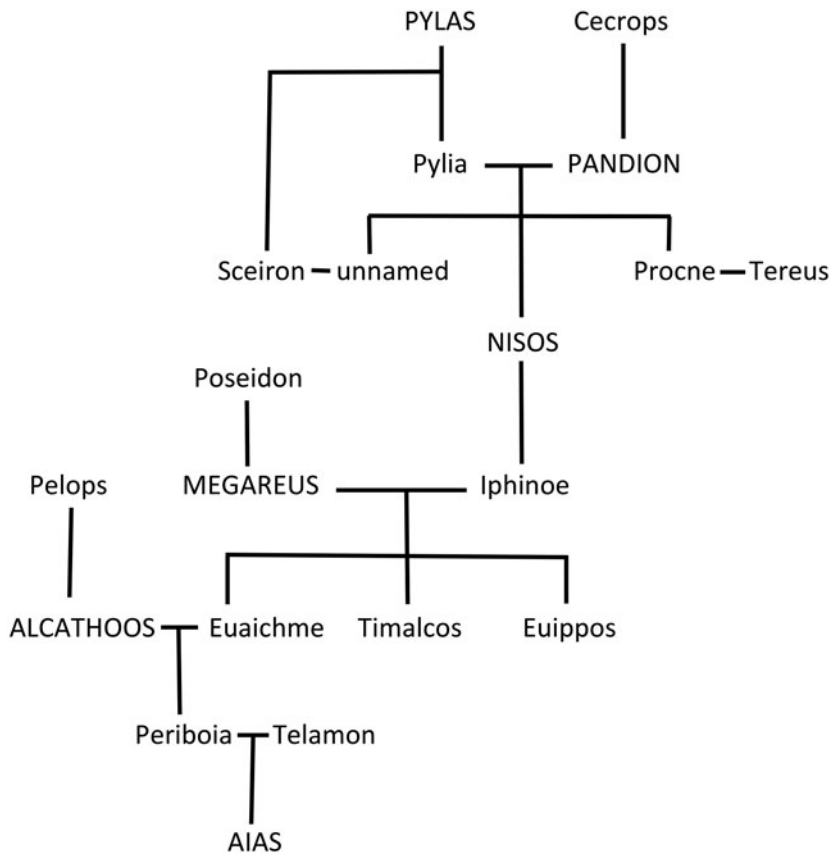 PYLAS Cecrops
Pylia PANDION
Sceiron unnamed Procne Tereus
NISOS
Poseidon
Pelops MEGAREUS Iphinoe
ALCATHOOS Euaichme Timalcos Euippos
Periboia Telamon
AIAS